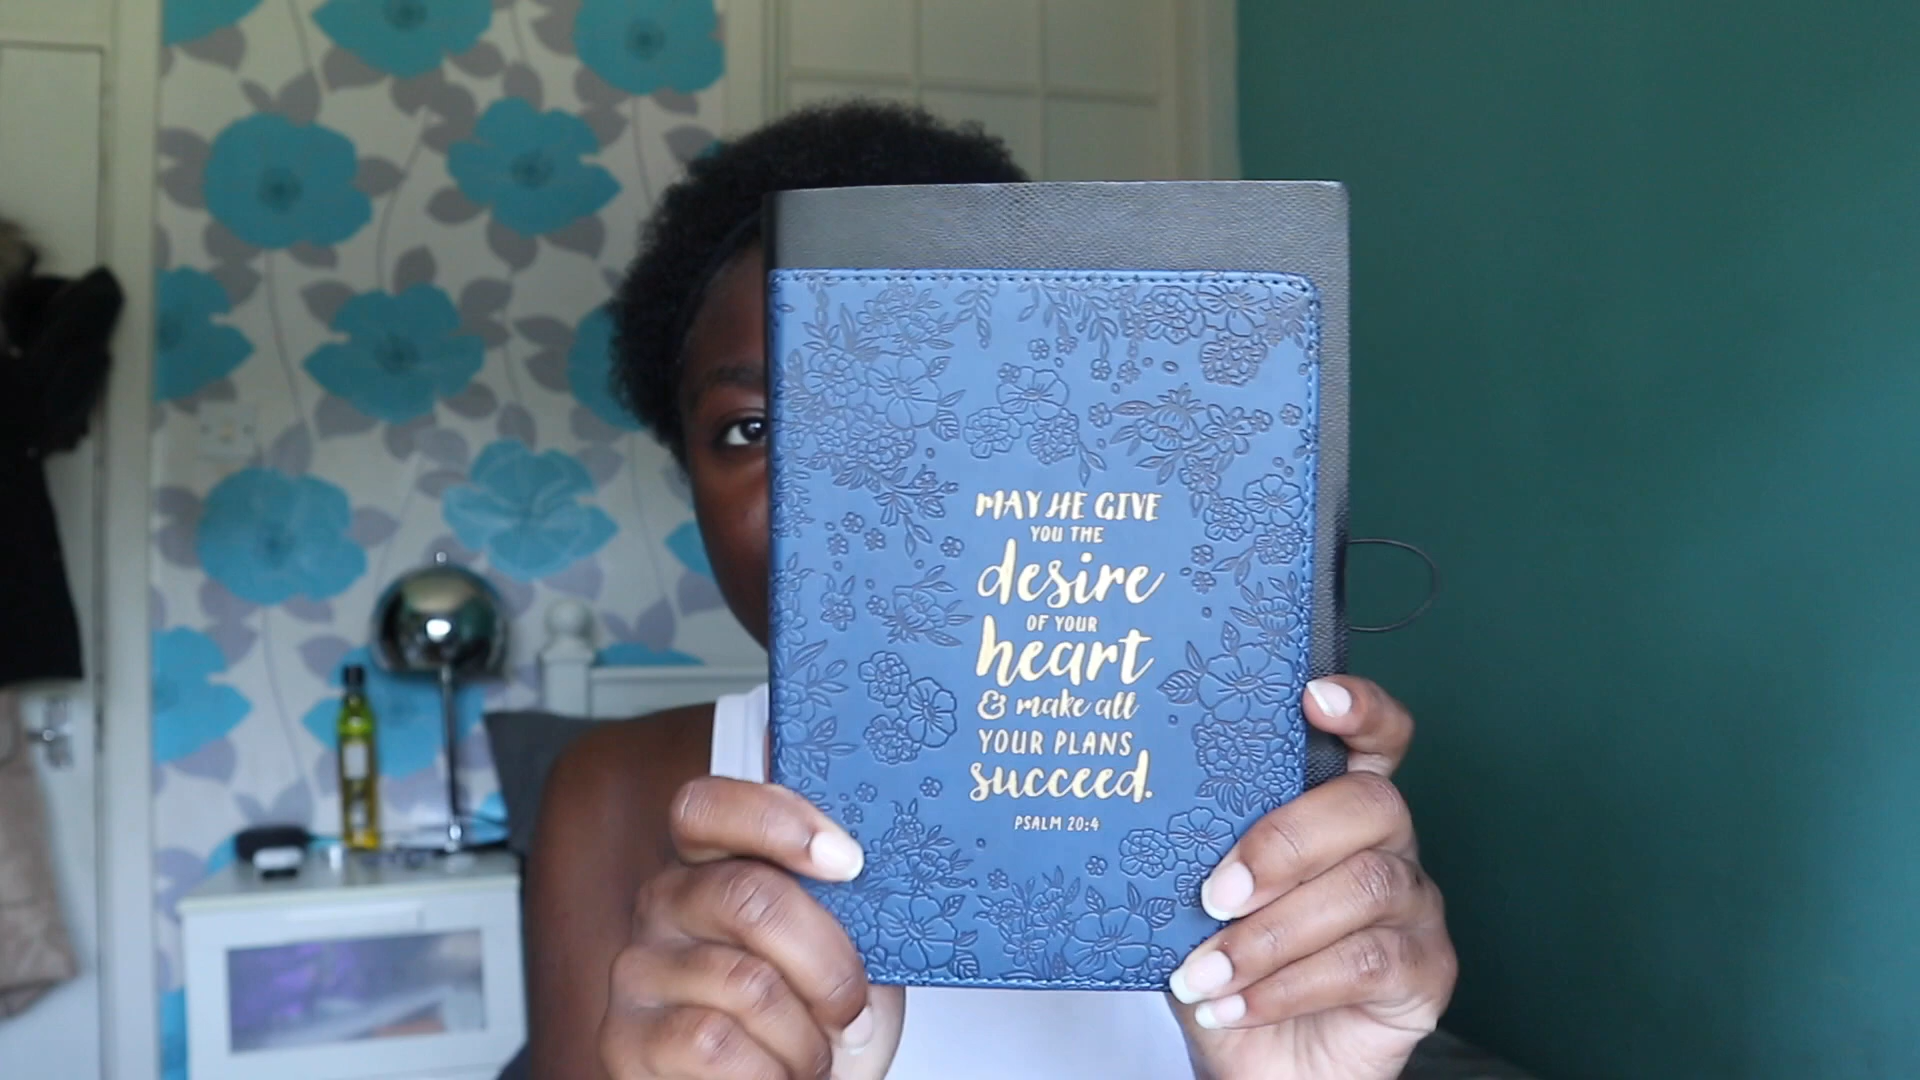 MAY HE GIVE
YOU THE
desire
OF YOUR
heart
& make all
YOUR PLANS
succeed.
PSALM 20:4